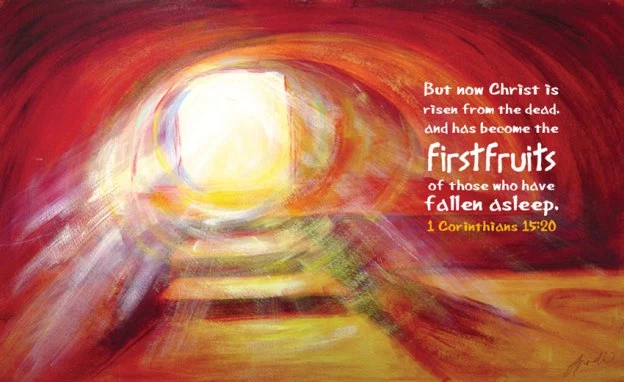 But now Christ is
risen from the dead,
and has become the
firstfruits
of those who have
fallen asleep.
1 Corinthians 15:20